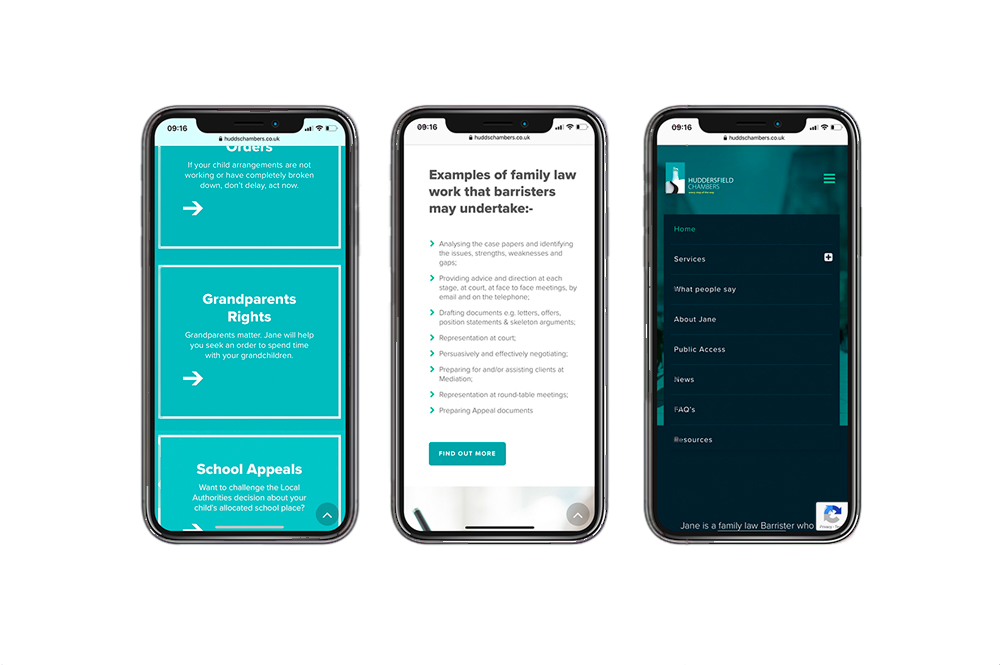 09:16
huddschambers.co.uk
Orders
If your child arrangements are not
working or have completely broken
down, don't delay, act now.
Grandparents
Rights
Grandparents matter. Jane will help
you seek an order to spend time
with your grandchildren.
School Appeals
Want to challenge the Local
Authorities decision about your
child's allocated school place?
09:16
huddschambers.co.uk
Examples of family law
work that barristers
may undertake:-
Analysing the case papers and identifying
the issues, strengths, weaknesses and
gaps;
Providing advice and direction at each
stage, at court, at face to face meetings, by
email and on the telephone;
Drafting documents e.g. letters, offers,
position statements & skeleton arguments;
Representation at court;
Persuasively and effectively negotiating;
Preparing for and/or assisting clients at
Mediation;
Representation at round-table meetings;
Preparing Appeal documents
FIND OUT MORE
09:16
huddschambers.co.uk
HUDDERSFIELD
CHAMBERS
every step of the way
Home
Services
What people say
About Jane
Public Access
News
FAQ's
Resources
Jane is a family law Barrister who
Privacy